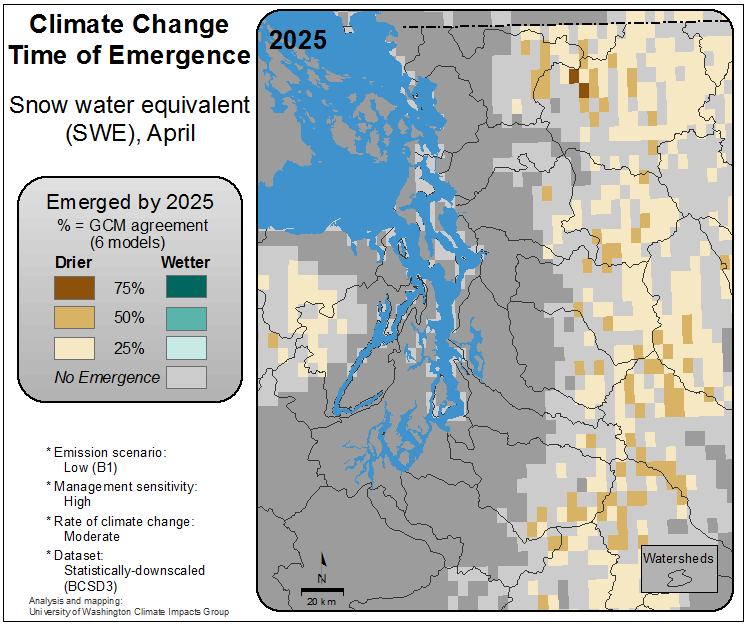 Climate Change
Time of Emergence
Snow water equivalent
(SWE), April
Emerged by 2025
% = GCM agreement
(6 models)
Drier Wetter
75%
50%
25%
No Emergence
* Emission scenario:
Low (B1)
* Management sensitivity:
High
* Rate of climate change:
Moderate
* Dataset:
Statistically-downscaled
(BCSD3)
Analysis and mapping:
University of Washington Climate Impacts Group
2025
N
20 km
Watersheds